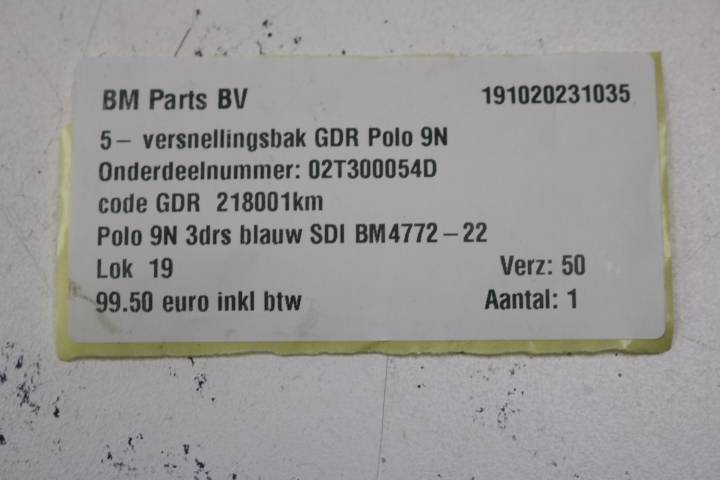 BM Parts BV 191020231035
5- versnellingsbak GDR Polo 9N
Onderdeelnummer: 02T300054D
code GDR 218001km
Polo 9N 3drs blauw SDI BM4772-22
Lok 19 Verz: 50
99.50 euro inkl btw Aantal: 1